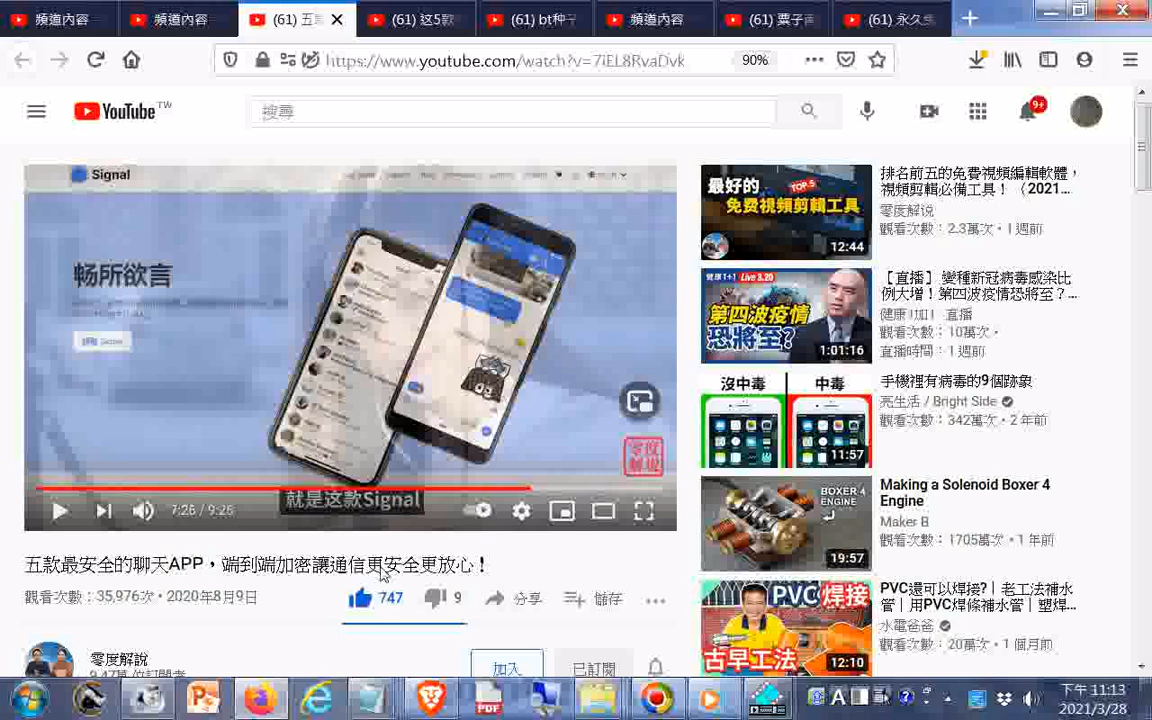 頻道內容
頻道內容
(61) 五
(61) 这5款
(61) bt种子
頻道內容
(61) 票子
(61) 永久
https://www.youtube.com/watch?v=7iEL8RvaDvk
90%
YouTube TW
搜尋
9+
Signal
畅所欲言
就是这款Signal
零度解说
7:26 / 9:26
五款最安全的聊天APP，端到端加密讓通信更安全更放心！
觀看次數：35,976次・2020年8月9日
747
9
分享
儲存
零度解說
加入
已訂閱
最好的
TOP-5
免費視頻剪輯工具
12:44
排名前五的免費視頻編輯軟體，
視頻剪輯必備工具！（2021...
零度解说
觀看次數：2.3萬次・1 週前
健康1+1
Live 3.20
第四波疫情
恐將至?
1:01:16
【直播】 變種新冠病毒感染比
例大增！第四波疫情恐將至？...
健康1加1 · 直播
觀看次數：10萬次・
直播時間：1 週前
沒中毒
中毒
11:57
手機裡有病毒的9個跡象
亮生活 / Bright Side
觀看次數：342萬次・2 年前
BOXER 4
ENGINE
19:57
Making a Solenoid Boxer 4
Engine
Maker B
觀看次數：1705萬次・1 年前
PVC 焊接
古早工法
12:10
PVC還可以焊接?｜老工法補水
管｜用PVC焊條補水管｜塑焊...
水電爸爸
觀看次數：20萬次・1 個月前
PDF
A
下午 11:13
2021/3/28